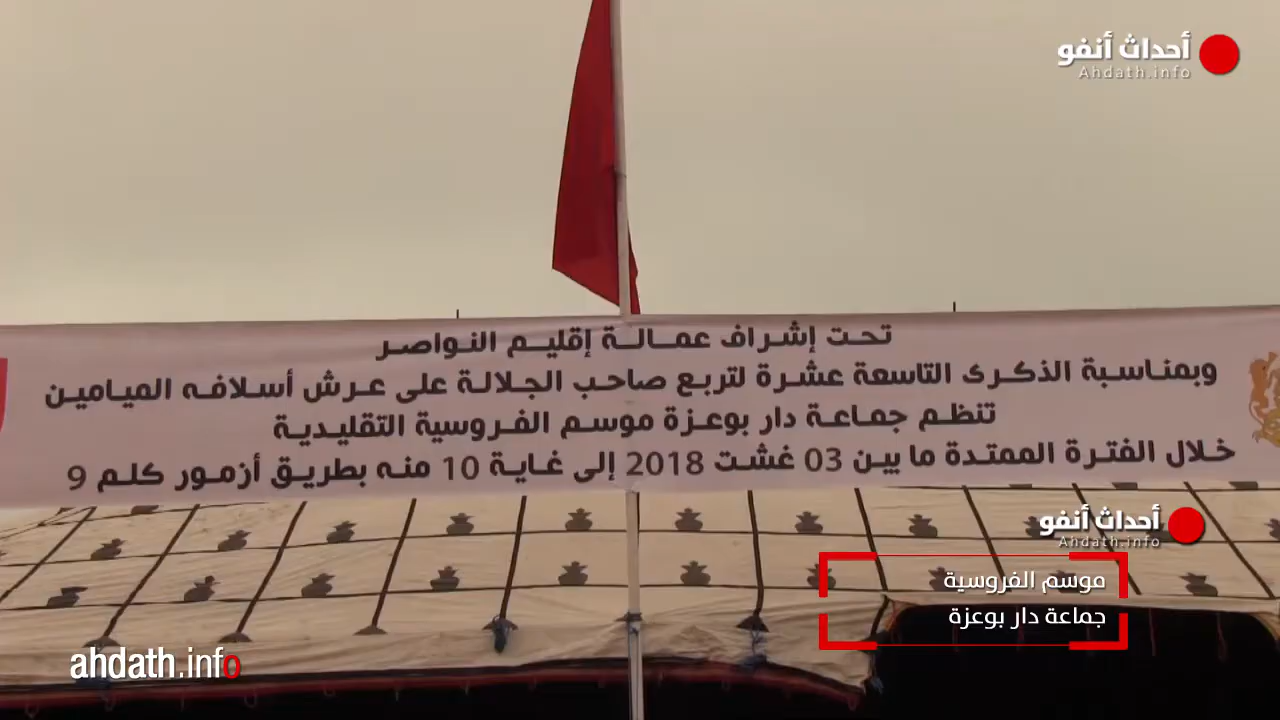 أحداث أنفو
Ahdath.info
تحت إشراف عمالة إقليم النواصر
وبمناسبة الذكرى التاسعة عشرة لتربع صاحب الجلالة على عرش أسلافه الميامين
تنظم جماعة دار بوعزة موسم الفروسية التقليدية
خلال الفترة الممتدة ما بين 03 غشت 2018 إلى غاية 10 منه بطريق أزمور كلم 9
أحداث أنفو
Ahdath.info
موسم الفروسية
جماعة دار بوعزة
ahdath.info